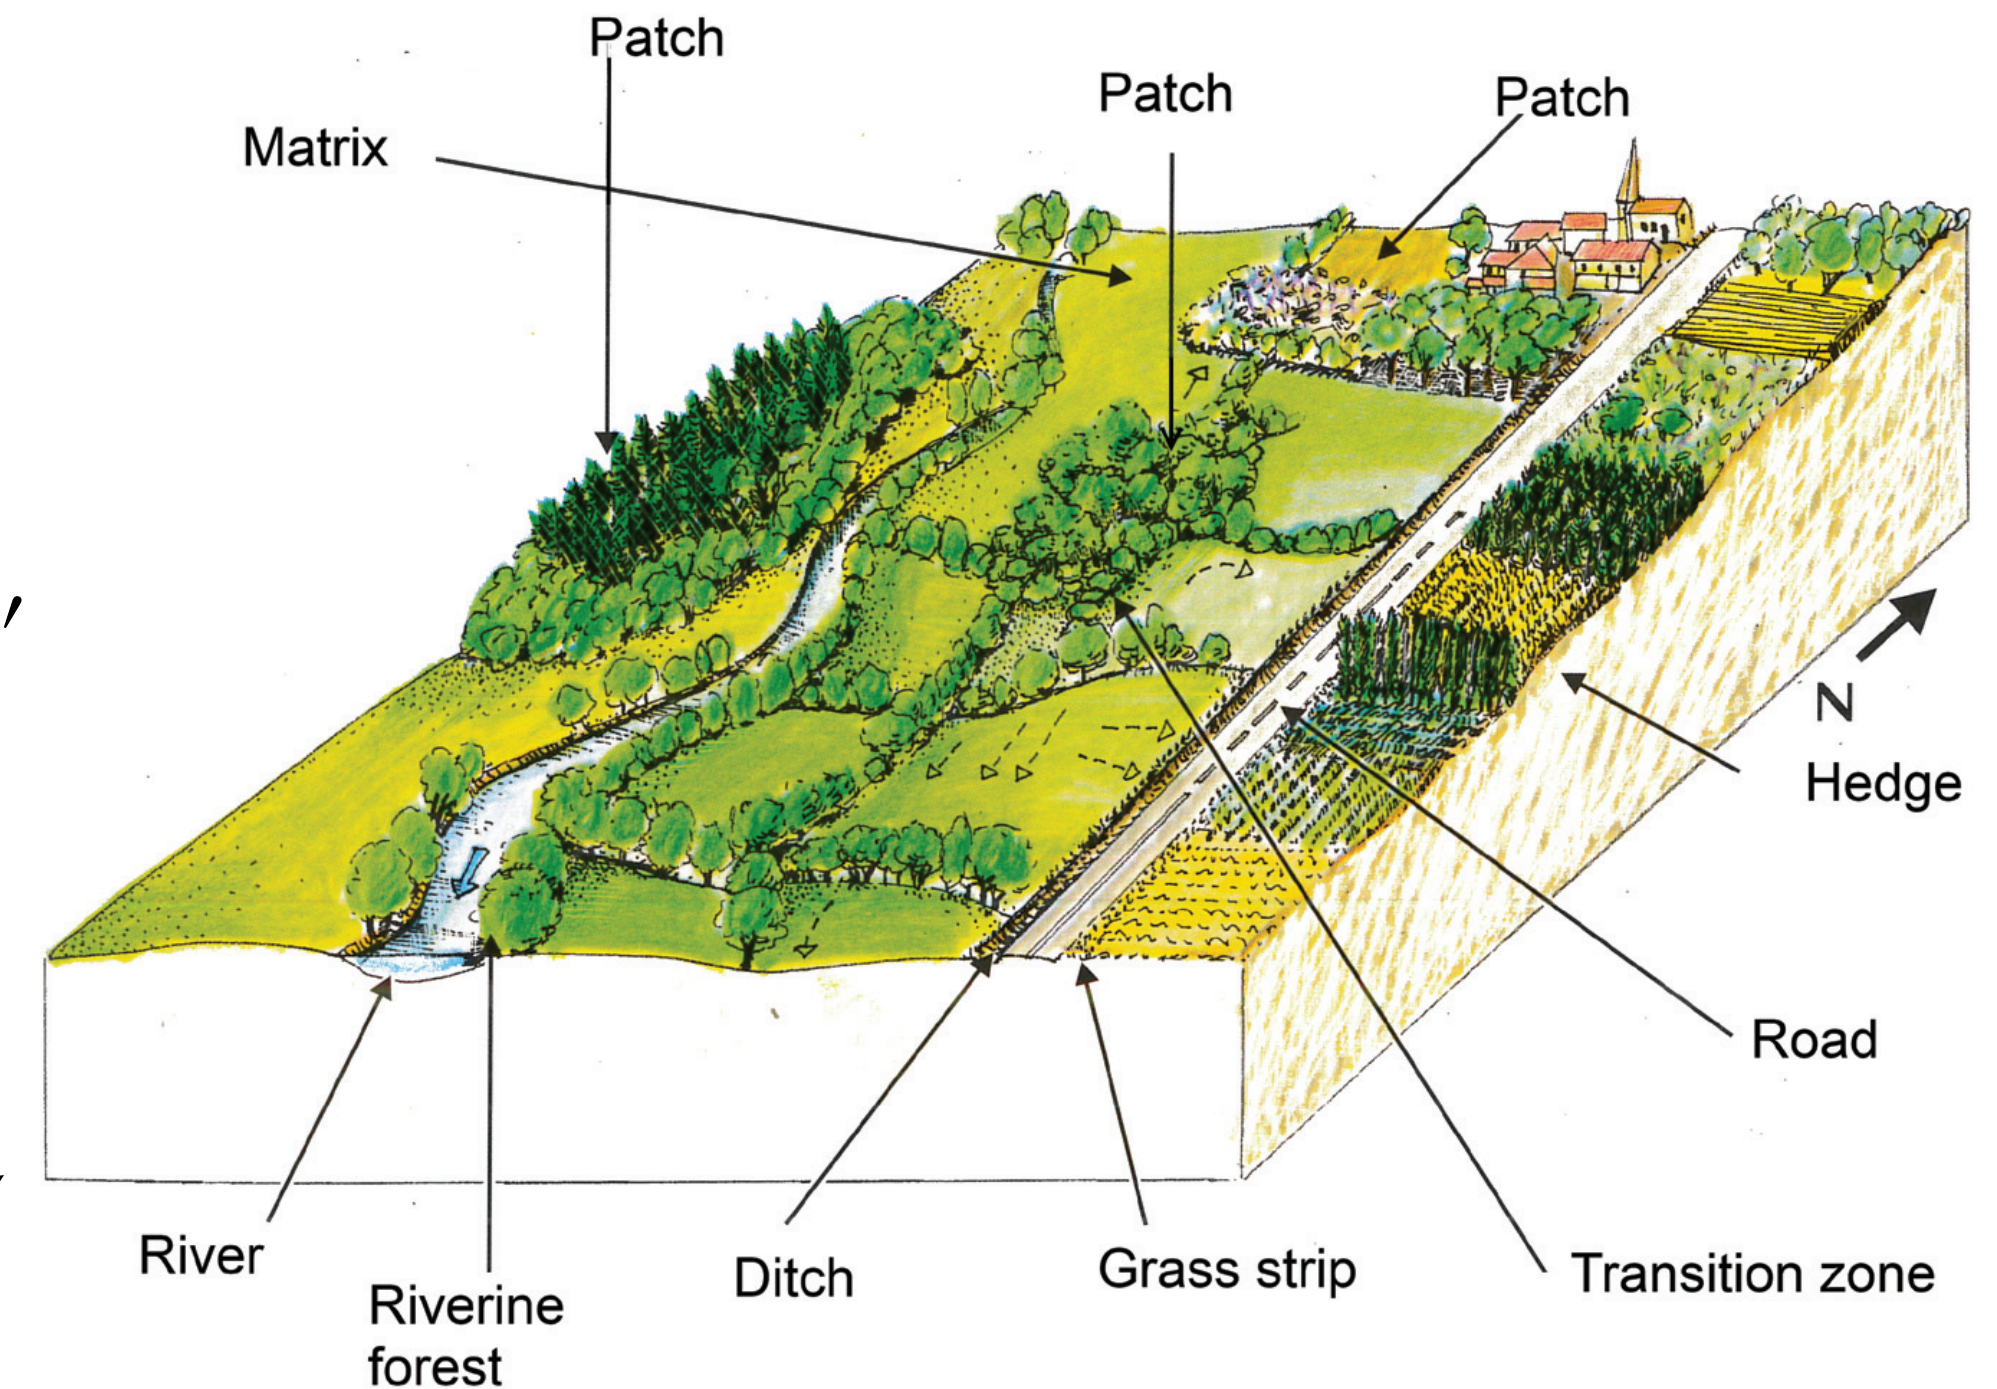 Patch
Patch
Patch
Matrix
N
Hedge
Road
River
Riverine
forest
Ditch
Grass strip
Transition zone